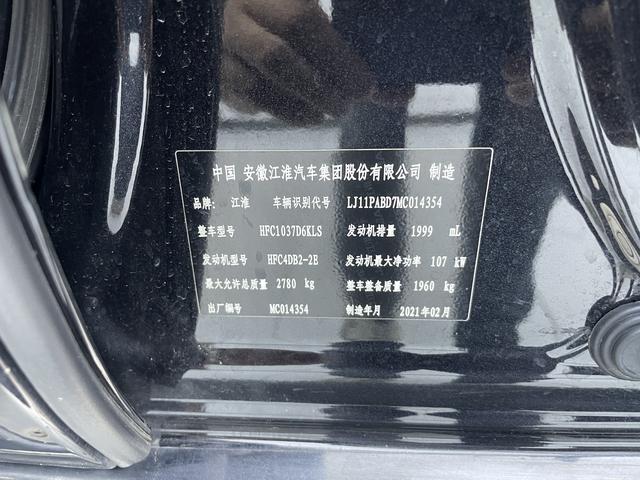 中国 安徽江淮汽车集团股份有限公司 制造
品牌: 江淮 车辆识别代号 LJ11PABD7MC014354
整车型号 HFC1037D6KLS 发动机排量 1999 mL
发动机型号 HFC4DB2-2E 发动机最大净功率 107 kW
最大允许总质量 2780 kg 整车整备质量 1960 kg
出厂编号 MC014354 制造年月 2021年02月